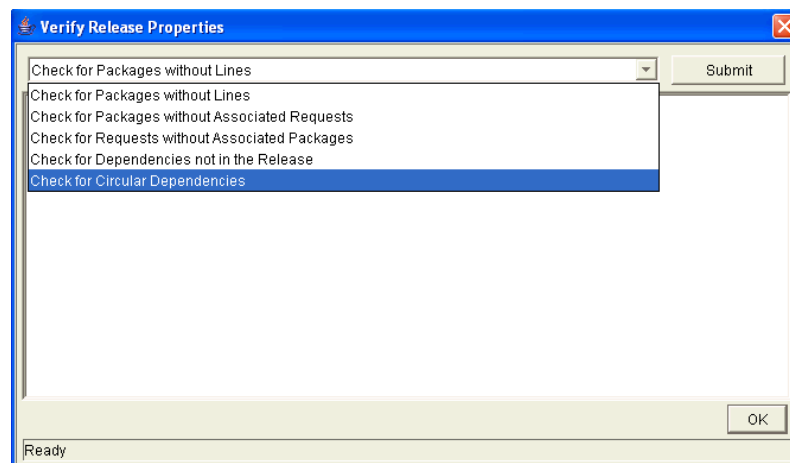 Verify Release Properties
Check for Packages without Lines
Submit
Check for Packages without Lines
Check for Packages without Associated Requests
Check for Requests without Associated Packages
Check for Dependencies not in the Release
Check for Circular Dependencies
OK
Ready